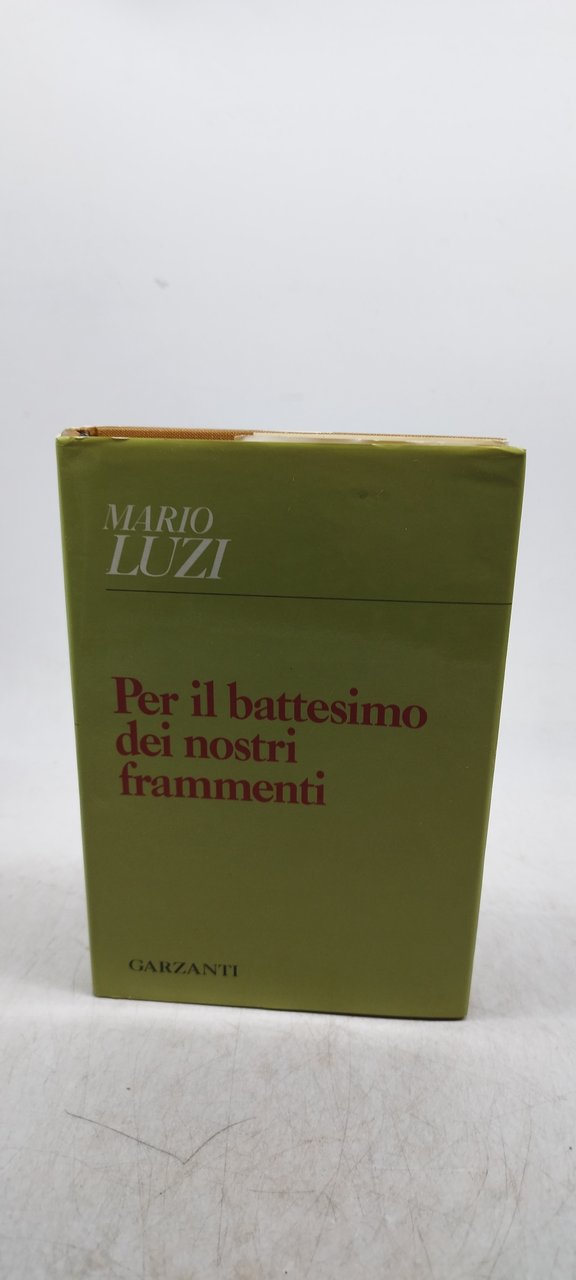 MARIO
LUZI
Per il battesimo
dei nostri
frammenti
GARZANTI